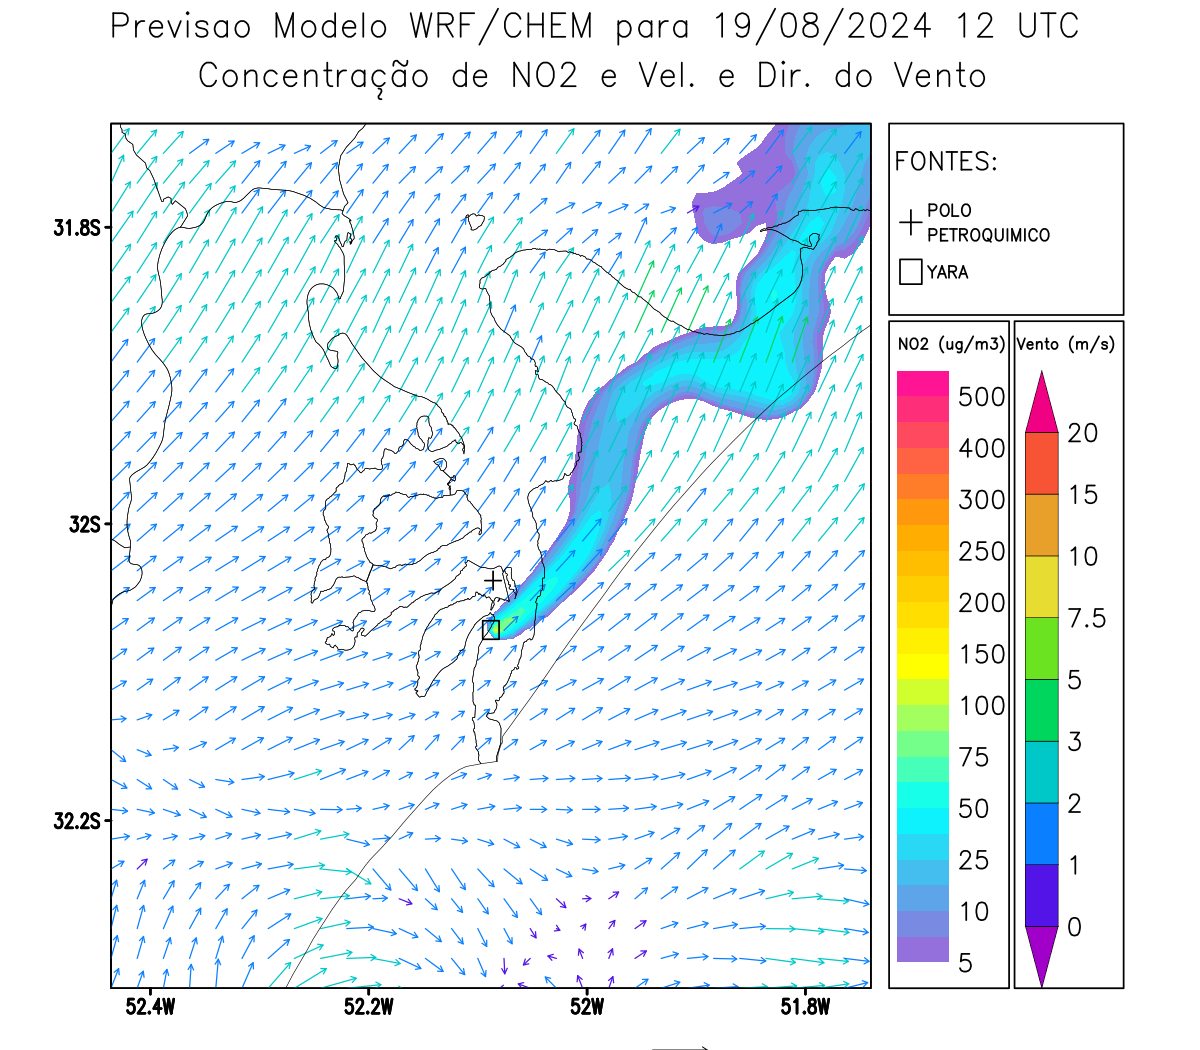 Previsao Modelo WRF/CHEM para 19/08/2024 12 UTC
Concentração de NO2 e Vel. e Dir. do Vento
FONTES:
POLO
PETROQUIMICO
YARA
NO2 (ug/m3)
500
400
300
250
200
150
100
75
50
25
10
5
Vento (m/s)
20
15
10
7.5
5
3
2
1
0
31.8S
32S
32.2S
52.4W
52.2W
52W
51.8W